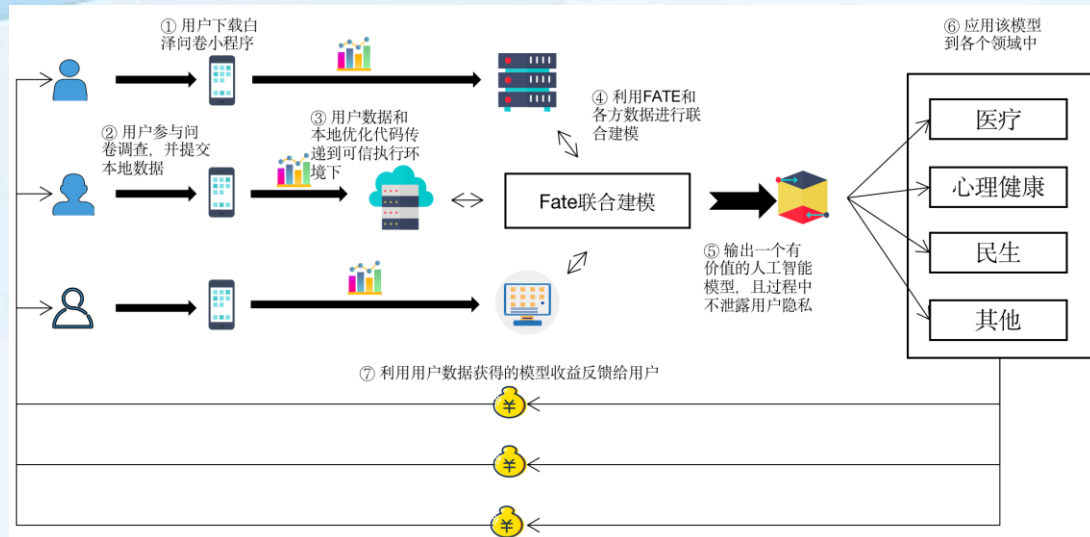 ① 用户下载白
泽问卷小程序
② 用户参与问
卷调查，并提交
本地数据
③ 用户数据和
本地优化代码传
递到可信执行环
境下
④ 利用FATE和
各方数据进行联
合建模
Fate联合建模
⑤ 输出一个有
价值的人工智能
模型，且过程中
不泄露用户隐私
⑥ 应用该模型
到各个领域中
医疗
心理健康
民生
其他
⑦ 利用用户数据获得的模型收益反馈给用户
¥
¥
¥